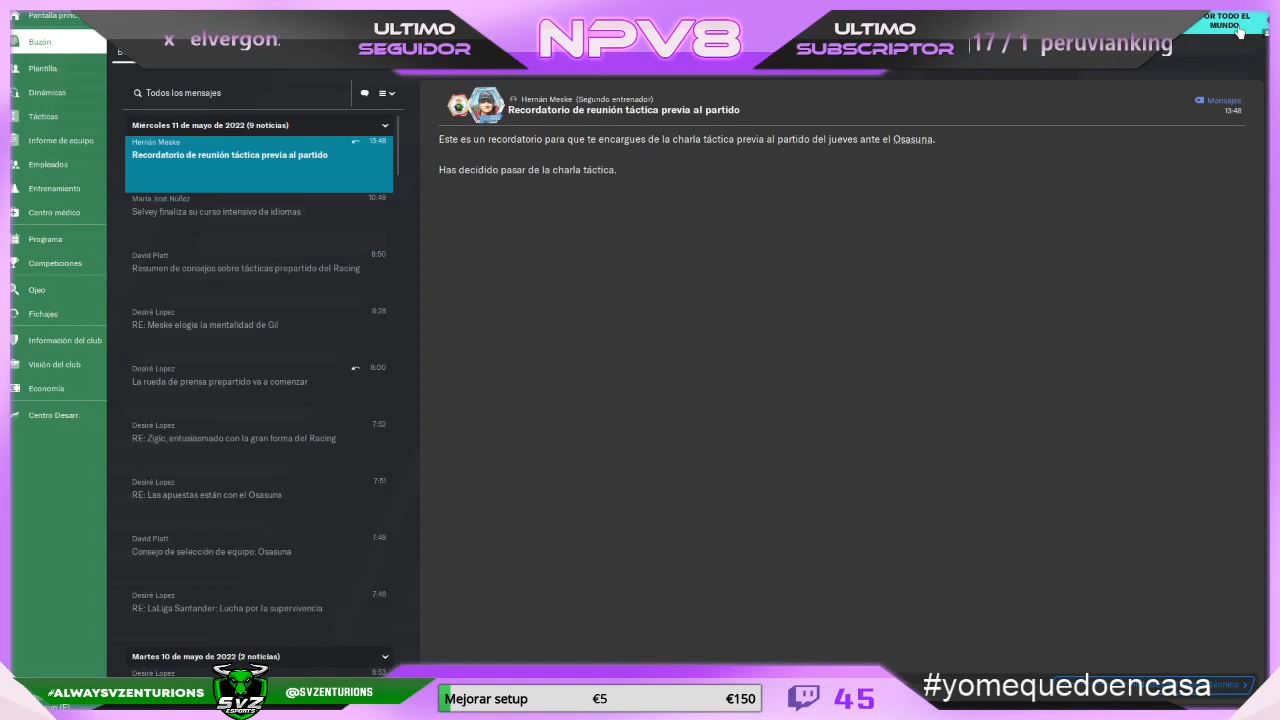 Pantalla princ
OR TODO EL
MUNDO
x elvergon.
ULTIMO
SEGUIDOR
NPV8
ULTIMO
SUBSCRIPTOR
17 / 1 peruvianking
Buzón
Plantilla
Dinámicas
Tácticas
Informe de equipo
Empleados
Entrenamiento
Centro médico
Programa
Competiciones
Ojeo
Fichajes
Información del club
Visión del club
Economía
Centro Desarr.
Todos los mensajes
Miércoles 11 de mayo de 2022 (9 noticias)
Hernán Meske 13:48
Recordatorio de reunión táctica previa al partido
María José Núñez 10:49
Selvey finaliza su curso intensivo de idiomas
David Platt 8:50
Resumen de consejos sobre tácticas prepartido del Racing
Desiré Lopez 8:28
RE: Meske elogia la mentalidad de Gil
Desiré Lopez 8:00
La rueda de prensa prepartido va a comenzar
Desiré Lopez 7:52
RE: Zigic, entusiasmado con la gran forma del Racing
Desiré Lopez 7:51
RE: Las apuestas están con el Osasuna
David Platt 7:49
Consejo de selección de equipo: Osasuna
Desiré Lopez 7:46
RE: LaLiga Santander: Lucha por la supervivencia
Martes 10 de mayo de 2022 (2 noticias)
Desiré Lopez 8:53
Hernán Meske (Segundo entrenador)
Recordatorio de reunión táctica previa al partido
Mensajes
13:48
Este es un recordatorio para que te encargues de la charla táctica previa al partido del jueves ante el Osasuna.
Has decidido pasar de la charla táctica.
#ALWAYSVZENTURIONS
SVZ
ESPORTS
@SVZENTURIONS
Mejorar setup €5 €150
45
#yomequedoencasa
técnico